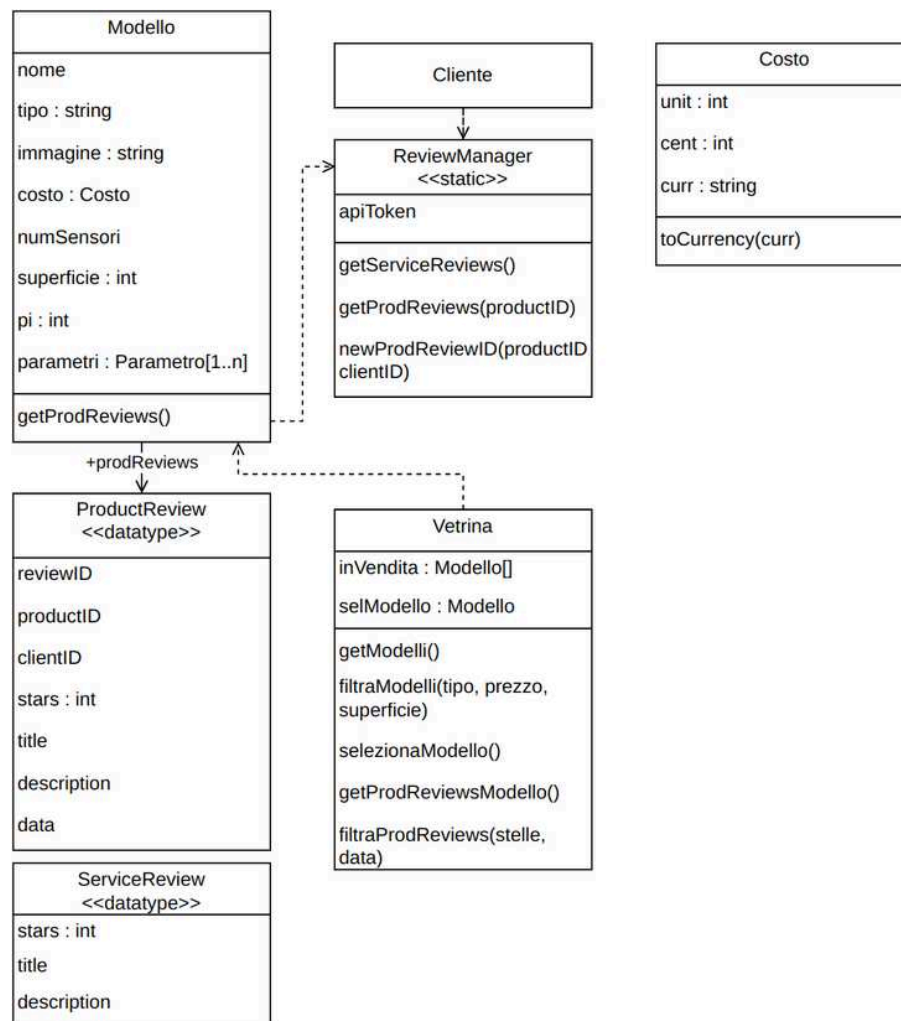 Modello
nome
tipo : string
immagine : string
costo : Costo
numSensori
superficie : int
pi : int
parametri : Parametro[1..n]
getProdReviews()
+prodReviews
ProductReview
<<datatype>>
reviewID
productID
clientID
stars : int
title
description
data
ServiceReview
<<datatype>>
stars : int
title
description
Cliente
ReviewManager
<<static>>
apiToken
getServiceReviews()
getProdReviews(productID)
newProdReviewID(productID
clientID)
Vetrina
inVendita : Modello[]
selModello : Modello
getModelli()
filtraModelli(tipo, prezzo,
superficie)
selezionaModello()
getProdReviewsModello()
filtraProdReviews(stelle,
data)
Costo
unit : int
cent : int
curr : string
toCurrency(curr)